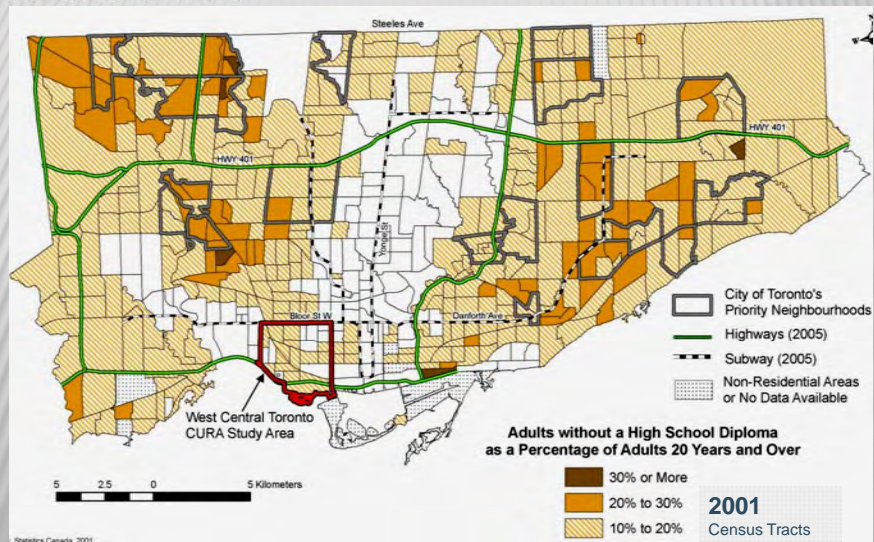 Steeles Ave
HWY 401
HWY 401
Yonge St
Bloor St W
Danforth Ave
West Central Toronto
CURA Study Area
City of Toronto's
Priority Neighbourhoods
Highways (2005)
Subway (2005)
Non-Residential Areas
or No Data Available
5 2.5 0 5 Kilometers
Adults without a High School Diploma
as a Percentage of Adults 20 Years and Over
30% or More
20% to 30%
10% to 20%
2001
Census Tracts
Statistics Canada, 2001